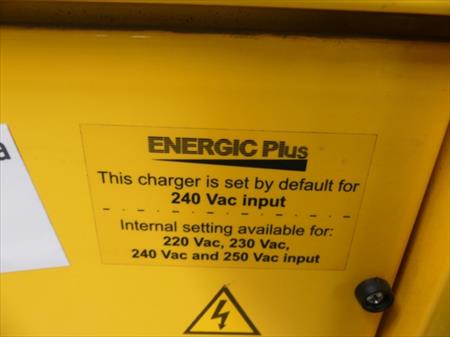 a
ENERGIC Plus
This charger is set by default for
240 Vac input
Internal setting available for:
220 Vac, 230 Vac,
240 Vac and 250 Vac input